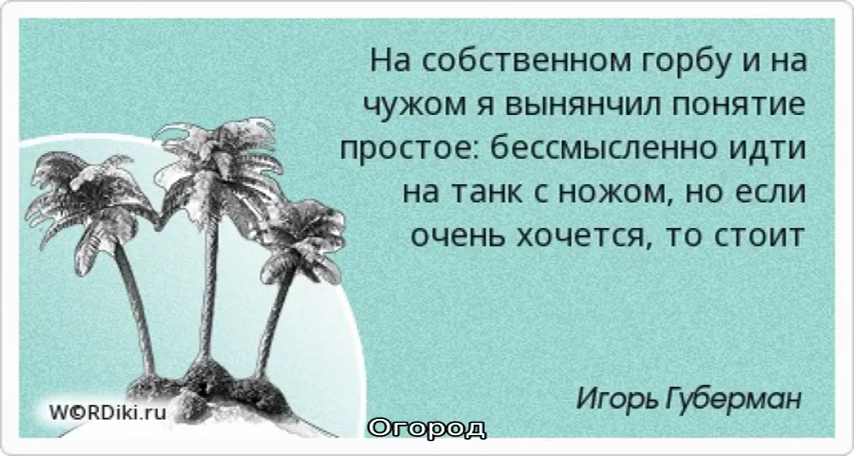 На собственном горбу и на
чужом я вынянчил понятие
простое: бессмысленно идти
на танк с ножом, но если
очень хочется, то стоит
Игорь Губерман
W©RDiki.ru
Огород